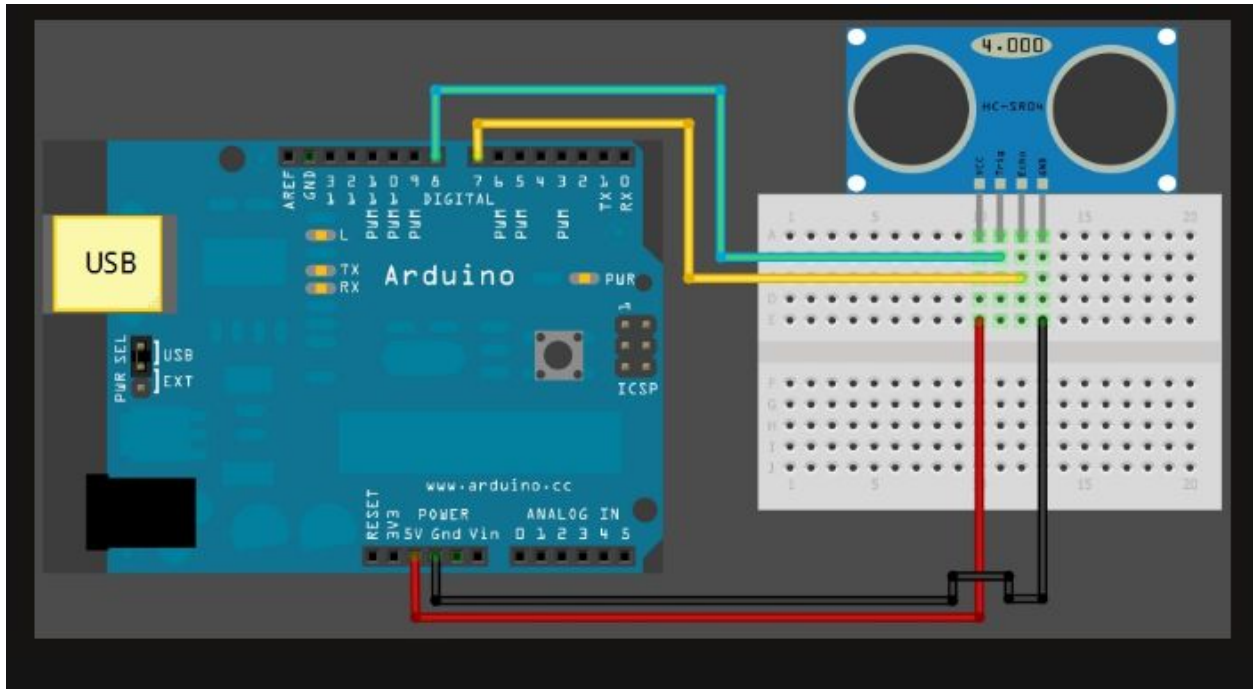 4.000
HC-SR04
VCC Trig Echo GND
AREF GND 13 12 11 10 9 8 7 6 5 4 3 2 1 0
DIGITAL
PWM PWM PWM PWM PWM PWM TX RX
L
TX
RX
Arduino
PWR
1
USB
PWR SEL
USB
EXT
ICSP
www.arduino.cc
POWER
ANALOG IN
RESET 3V3 5V Gnd Vin 0 1 2 3 4 5
1 5 10 15 20
A
D
E
F
G
H
I
J
1 5 15 20